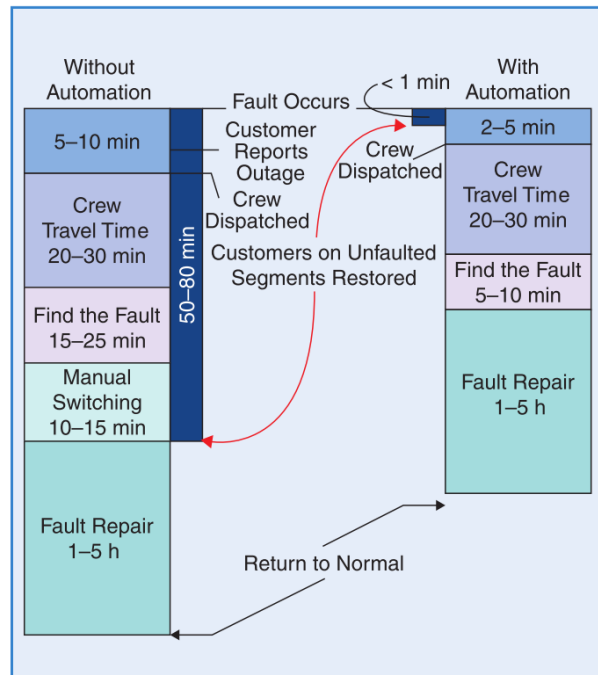 Without
Automation
5–10 min
Crew
Travel Time
20–30 min
Find the Fault
15–25 min
Manual
Switching
10–15 min
Fault Repair
1–5 h
50–80 min
Fault Occurs
Customer
Reports
Outage
Crew
Dispatched
Customers on Unfaulted
Segments Restored
Return to Normal
< 1 min
Crew
Dispatched
With
Automation
2–5 min
Crew
Travel Time
20–30 min
Find the Fault
5–10 min
Fault Repair
1–5 h